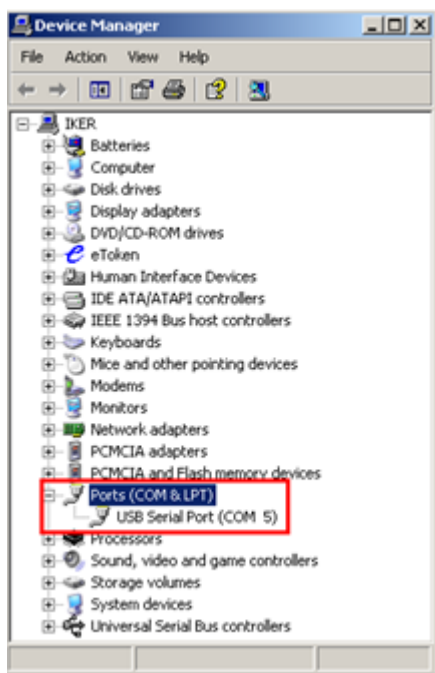 Device Manager
File Action View Help
IKER
Batteries
Computer
Disk drives
Display adapters
DVD/CD-ROM drives
eToken
Human Interface Devices
IDE ATA/ATAPI controllers
IEEE 1394 Bus host controllers
Keyboards
Mice and other pointing devices
Modems
Monitors
Network adapters
PCMCIA adapters
PCMCIA and Flash memory devices
Ports (COM & LPT)
USB Serial Port (COM 5)
Processors
Sound, video and game controllers
Storage volumes
System devices
Universal Serial Bus controllers